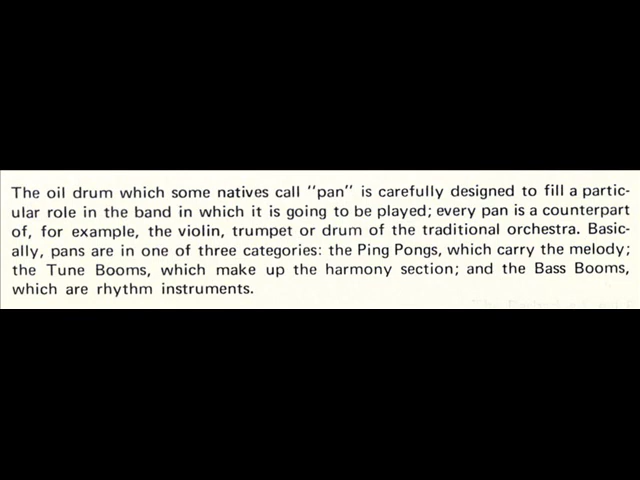 The oil drum which some natives call "pan" is carefully designed to fill a partic-
ular role in the band in which it is going to be played; every pan is a counterpart
of, for example, the violin, trumpet or drum of the traditional orchestra. Basic-
ally, pans are in one of three categories: the Ping Pongs, which carry the melody;
the Tune Booms, which make up the harmony section; and the Bass Booms,
which are rhythm instruments.